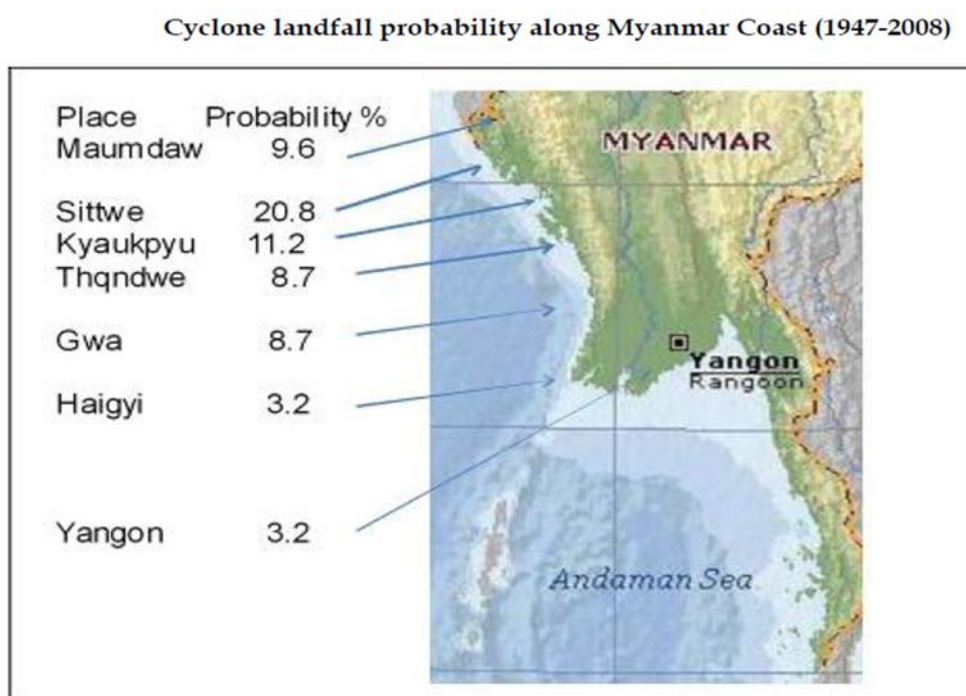 Cyclone landfall probability along Myanmar Coast (1947-2008)
Place Probability %
Maumdaw 9.6
Sittwe 20.8
Kyaukpyu 11.2
Thqndwe 8.7
Gwa 8.7
Haigyi 3.2
Yangon 3.2
MYANMAR
Yangon
Rangoon
Andaman Sea